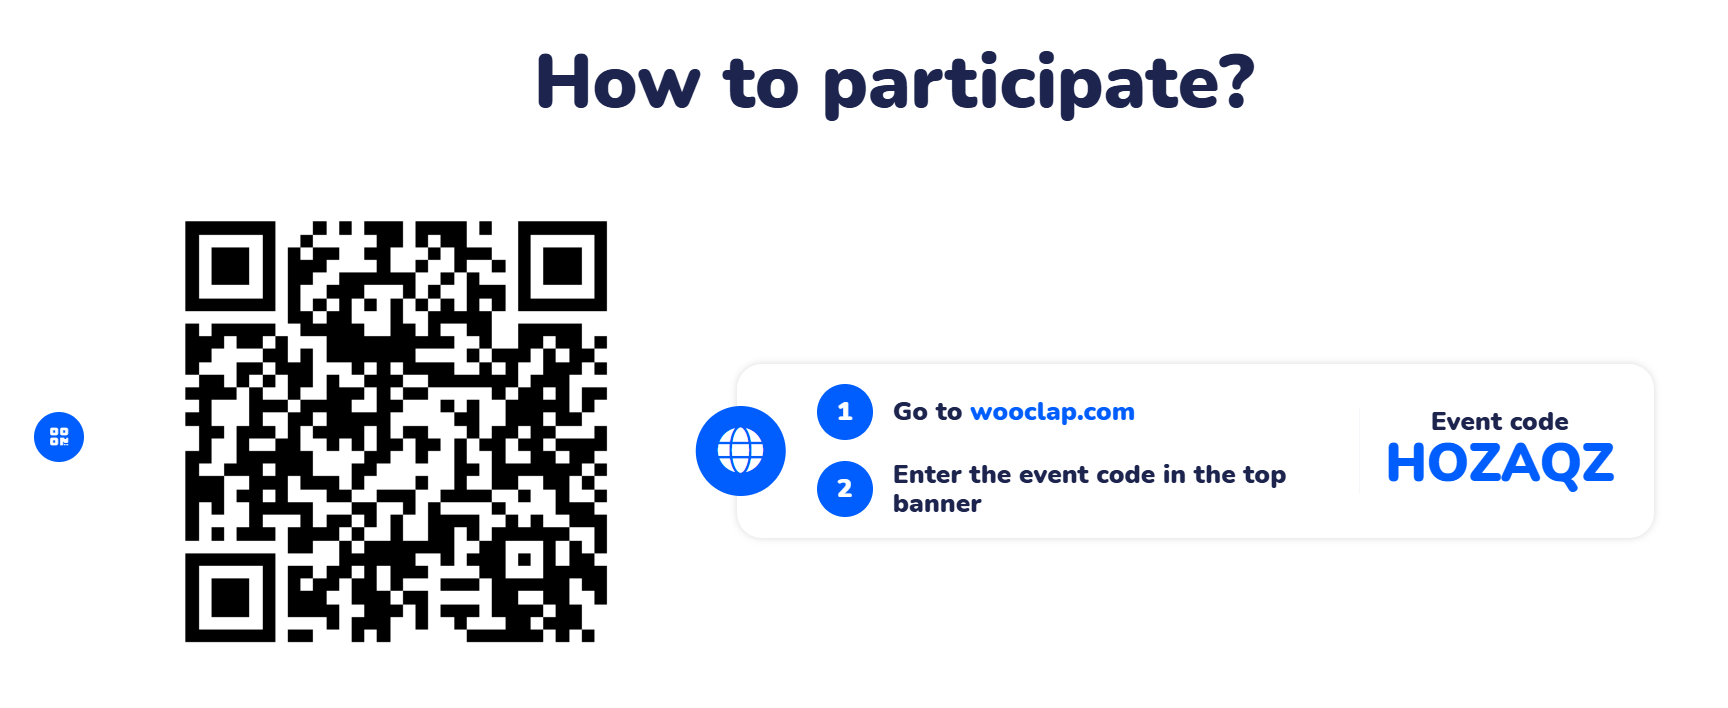 How to participate?
1 Go to wooclap.com
2 Enter the event code in the top
banner
Event code
HOZAQZ